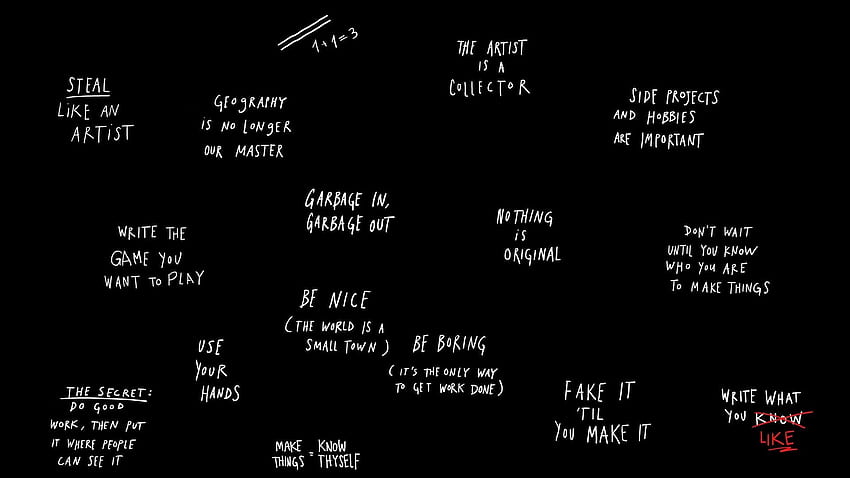 1+1=3
THE ARTIST
IS A
COLLECTOR
STEAL
LIKE AN
ARTIST
GEOGRAPHY
IS NO LONGER
OUR MASTER
SIDE PROJECTS
AND HOBBIES
ARE IMPORTANT
GARBAGE IN,
GARBAGE OUT
NOTHING
IS
ORIGINAL
WRITE THE
GAME YOU
WANT TO PLAY
DON'T WAIT
UNTIL YOU KNOW
WHO YOU ARE
TO MAKE THINGS
BE NICE
(THE WORLD IS A
SMALL TOWN)
BE BORING
(IT'S THE ONLY WAY
TO GET WORK DONE)
USE
YOUR
HANDS
THE SECRET:
DO GOOD
WORK, THEN PUT
IT WHERE PEOPLE
CAN SEE IT
MAKE THINGS = KNOW THYSELF
FAKE IT
'TIL
YOU MAKE IT
WRITE WHAT
YOU KNOW
LIKE